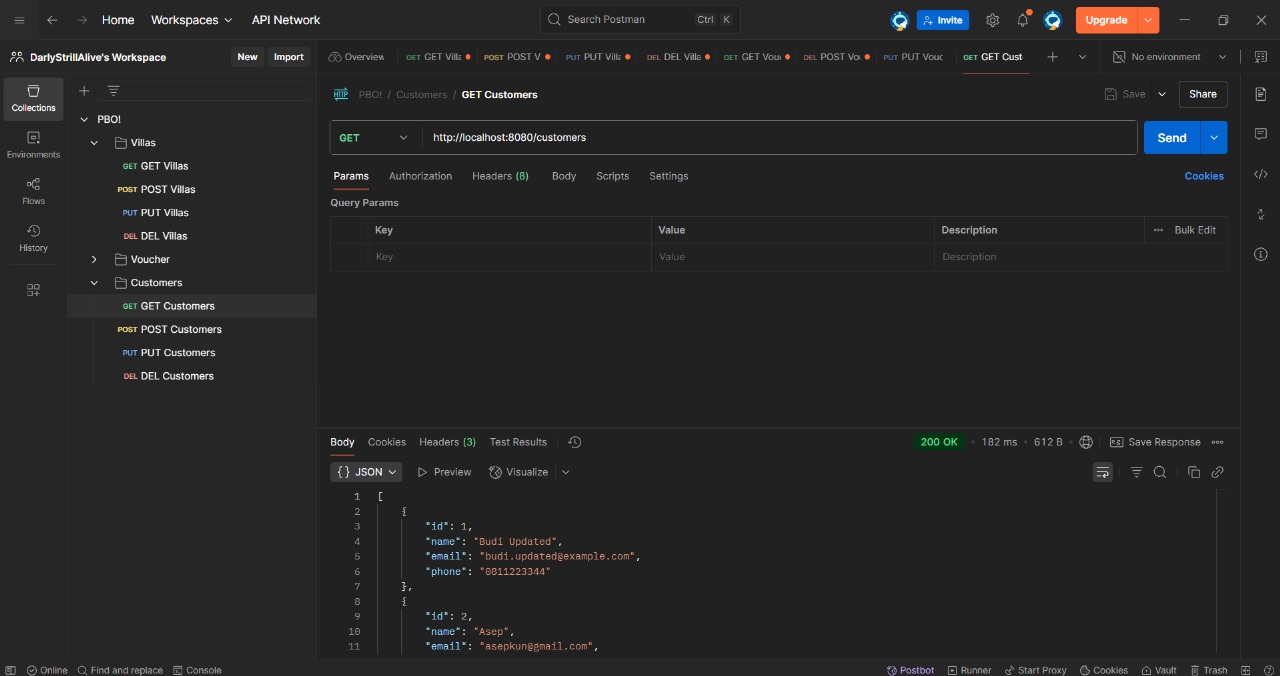 Home Workspaces API Network Search Postman Ctrl K Invite Upgrade
DarlyStrillAlive's Workspace New Import Overview GET GET Villa POST POST V PUT PUT Villa DEL DEL Villa GET GET Vouc DEL POST Vou PUT PUT Vouc GET GET Cust No environment
Collections
Environments
Flows
History
PBO!
Villas
GET GET Villas
POST POST Villas
PUT PUT Villas
DEL DEL Villas
Voucher
Customers
GET GET Customers
POST POST Customers
PUT PUT Customers
DEL DEL Customers
HTTP PBO! / Customers / GET Customers Save Share
GET http://localhost:8080/customers Send
Params Authorization Headers (8) Body Scripts Settings Cookies
Query Params
Key Value Description Bulk Edit
Key Value Description
Body Cookies Headers (3) Test Results 200 OK 182 ms 612 B Save Response
{} JSON Preview Visualize
1 [
2 {
3 "id": 1,
4 "name": "Budi Updated",
5 "email": "budi.updated@example.com",
6 "phone": "0811223344"
7 },
8 {
9 "id": 2,
10 "name": "Asep",
11 "email": "asepkun@gmail.com",
Online Find and replace Console Postbot Runner Start Proxy Cookies Vault Trash